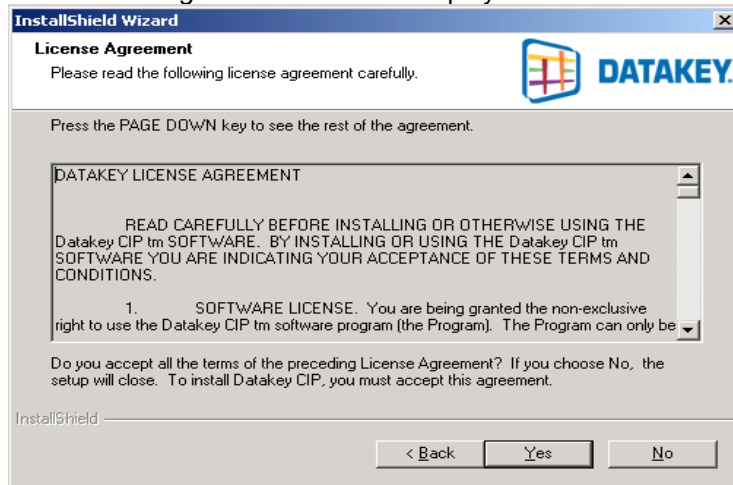 InstallShield Wizard
License Agreement
Please read the following license agreement carefully.
DATAKEY.
Press the PAGE DOWN key to see the rest of the agreement.
DATAKEY LICENSE AGREEMENT
READ CAREFULLY BEFORE INSTALLING OR OTHERWISE USING THE
Datakey CIP tm SOFTWARE. BY INSTALLING OR USING THE Datakey CIP tm
SOFTWARE YOU ARE INDICATING YOUR ACCEPTANCE OF THESE TERMS AND
CONDITIONS.
1. SOFTWARE LICENSE. You are being granted the non-exclusive
right to use the Datakey CIP tm software program (the Program). The Program can only be
Do you accept all the terms of the preceding License Agreement? If you choose No, the
setup will close. To install Datakey CIP, you must accept this agreement.
InstallShield
< Back Yes No